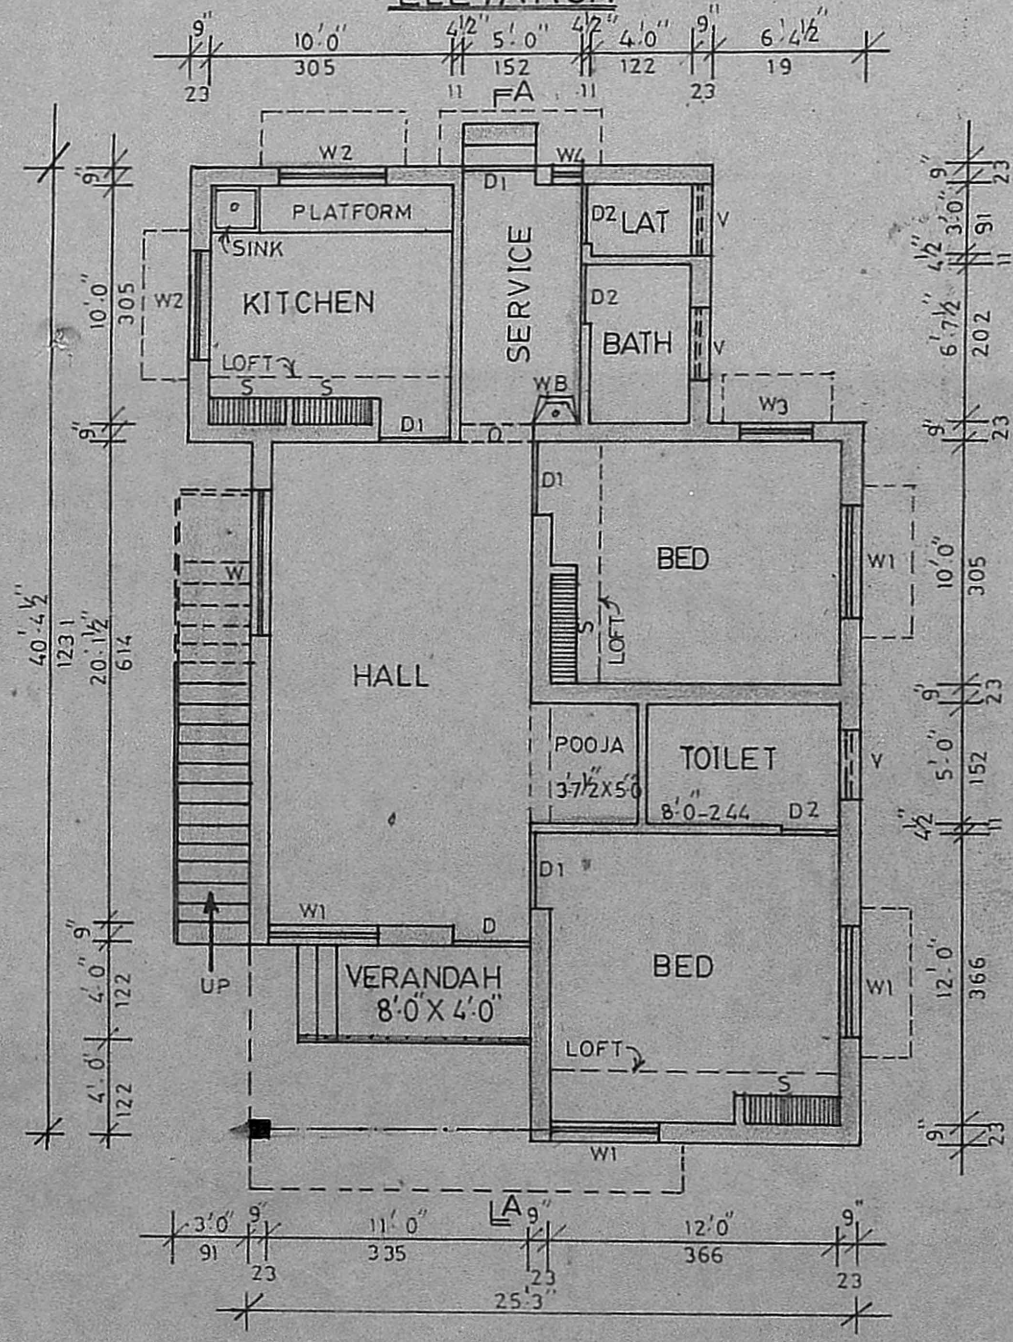 ELEVATION
9" 10'-0" 4½" 5'-0" 4½" 4'-0" 9" 6'-4½"
305 152 122 19
23 11 11 23
A
W2 W4
D1
PLATFORM D2 LAT V
SINK
9" 9" 23
3'-0" 91
4½" 11
SERVICE
W2 KITCHEN D2
10'-0" 305
BATH V
6'-7½" 202
LOFT
S S WB W3
D1 D
9" 9" 23
D1
BED W1
10'-0" 305
W
S LOFT
40'-4½" 1231
20'-1½" 614
HALL
9" 23
POOJA TOILET V
3'-7½" X 5'-0" 8'-0"-244 D2
5'-0" 152
4½" 11
D1
W1 D
9"
UP VERANDAH BED W1
8'-0" X 4'-0"
4'-0" 122
12'-0" 366
LOFT
S
4'-0" 122
W1
9" 23
A
3'-0" 9" 11'-0" 9" 12'-0" 9"
91 335 366
23 23 23
25'-3"